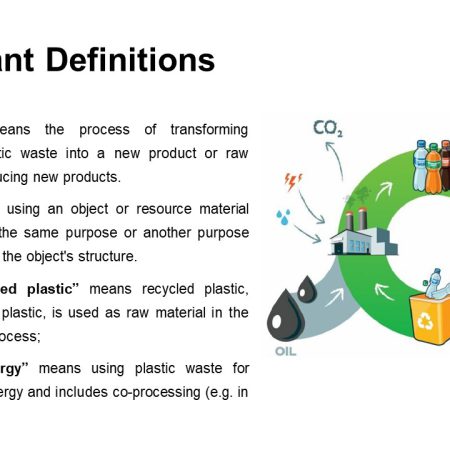 ant Definitions
eans the process of transforming
tic waste into a new product or raw
ucing new products.
using an object or resource material
the same purpose or another purpose
the object's structure.
ed plastic” means recycled plastic,
plastic, is used as raw material in the
ocess;
rgy” means using plastic waste for
ergy and includes co-processing (e.g. in
CO2
OIL